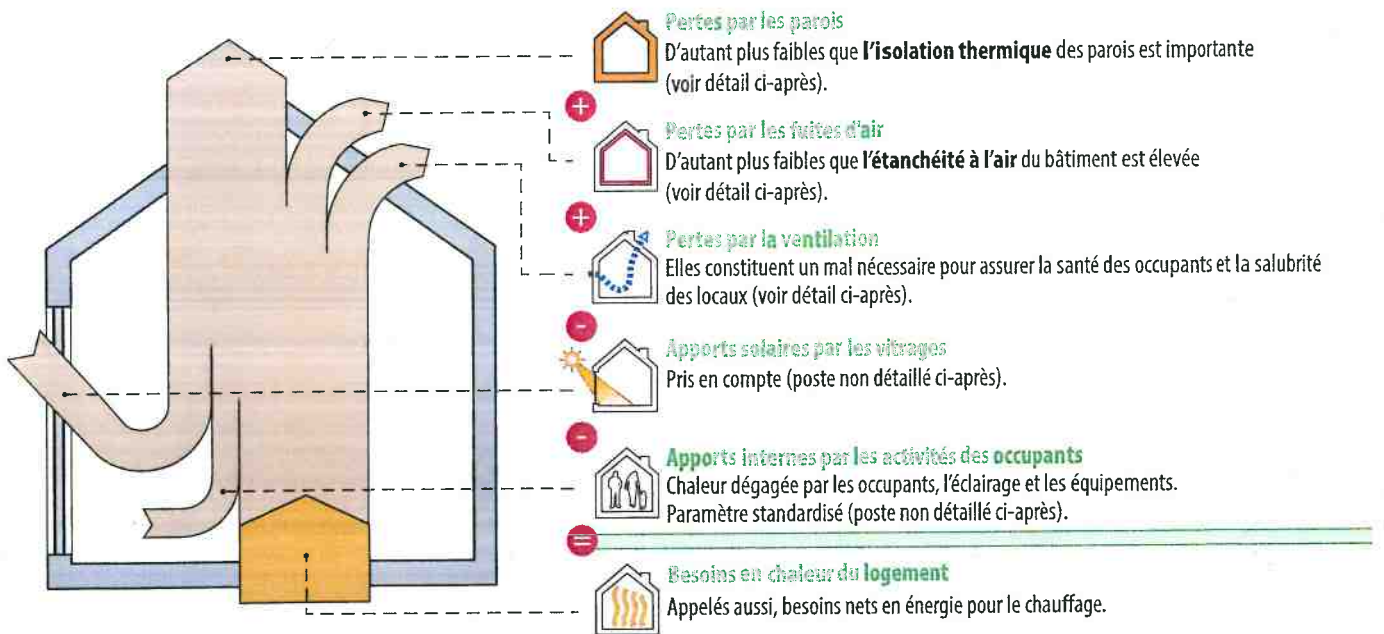 Pertes par les parois
D'autant plus faibles que l'isolation thermique des parois est importante
(voir détail ci-après).
+
Pertes par les fuites d'air
D'autant plus faibles que l'étanchéité à l'air du bâtiment est élevée
(voir détail ci-après).
+
Pertes par la ventilation
Elles constituent un mal nécessaire pour assurer la santé des occupants et la salubrité
des locaux (voir détail ci-après).
-
Apports solaires par les vitrages
Pris en compte (poste non détaillé ci-après).
-
Apports internes par les activités des occupants
Chaleur dégagée par les occupants, l'éclairage et les équipements.
Paramètre standardisé (poste non détaillé ci-après).
=
Besoins en chaleur du logement
Appelés aussi, besoins nets en énergie pour le chauffage.